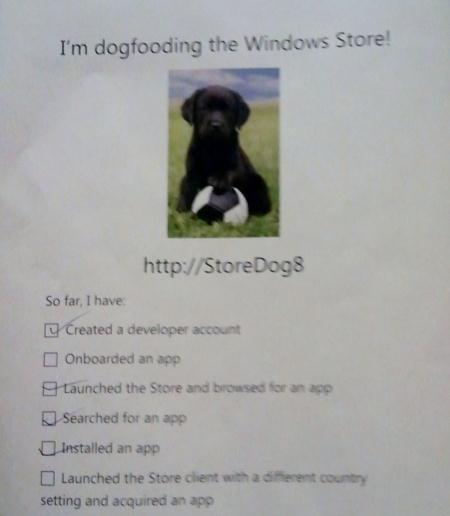 I'm dogfooding the Windows Store!
http://StoreDog8
So far, I have:
Created a developer account
Onboarded an app
Launched the Store and browsed for an app
Searched for an app
Installed an app
Launched the Store client with a different country
setting and acquired an app